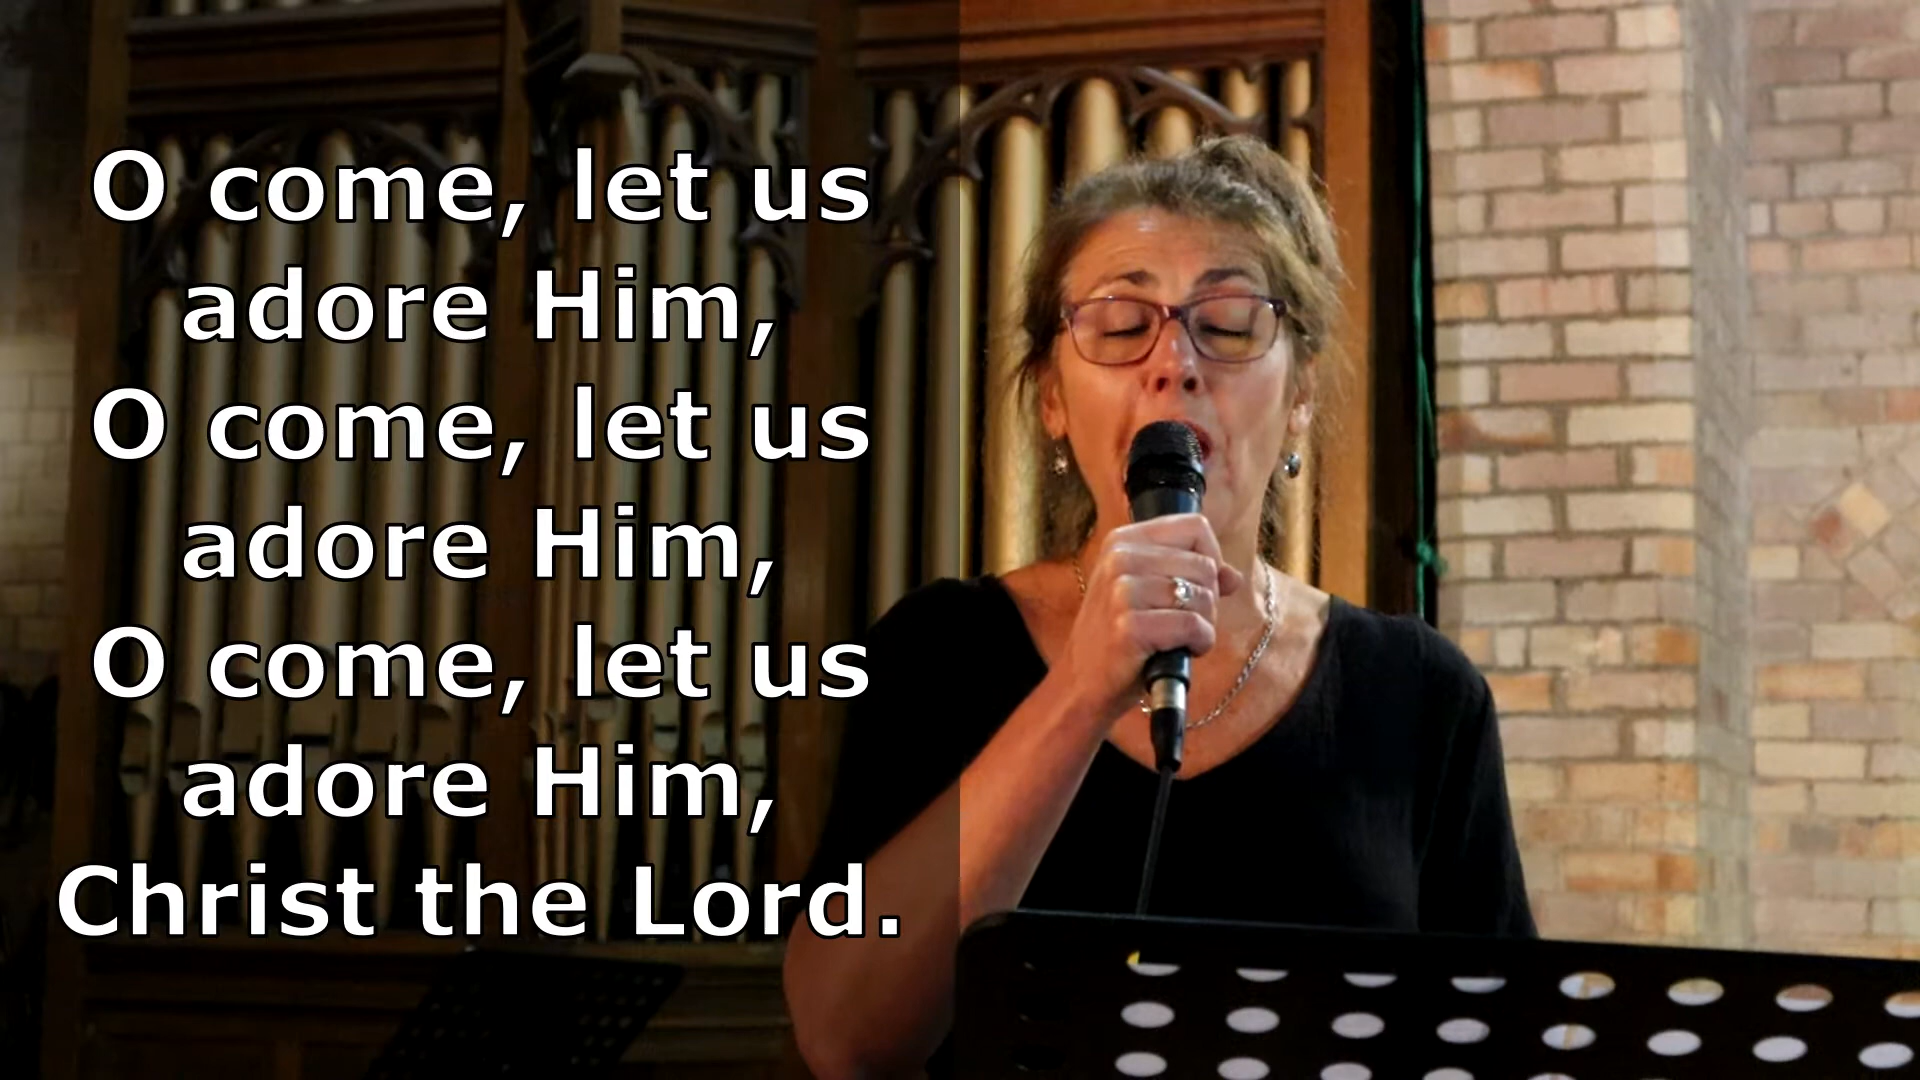 O come, let us
adore Him,
O come, let us
adore Him,
O come, let us
adore Him,
Christ the Lord.